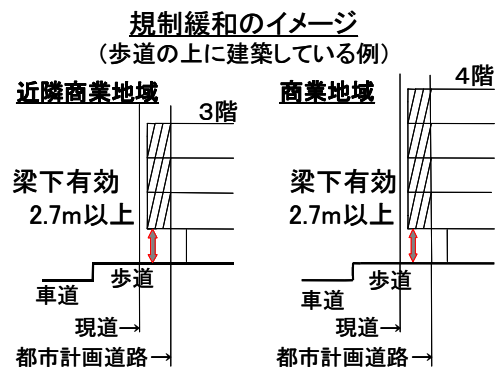 規制緩和のイメージ
（歩道の上に建築している例）
近隣商業地域
3階
梁下有効
2.7m以上
歩道
車道
現道→
都市計画道路→
商業地域
4階
梁下有効
2.7m以上
歩道
車道
現道→
都市計画道路→